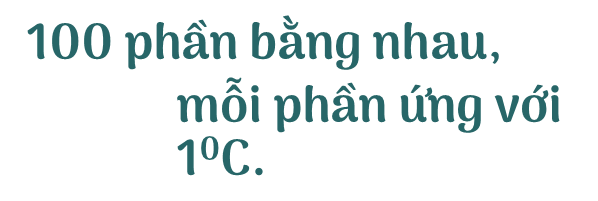 100 phần bằng nhau,
mỗi phần ứng với
1⁰C.